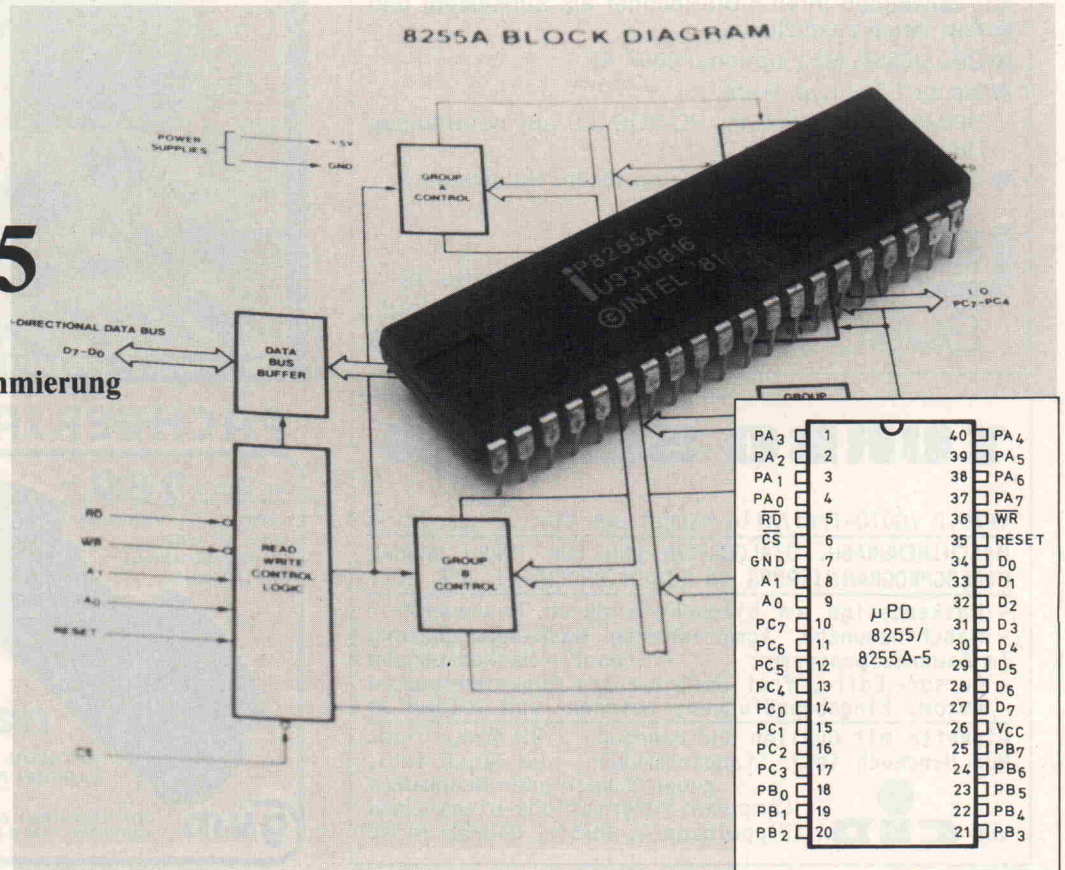 8255A BLOCK DIAGRAM
POWER
SUPPLIES
+5V
GND
GROUP
A
CONTROL
P8255A-5
U9310816
©INTEL '81
5
I/O
PC7-PC4
-DIRECTIONAL DATA BUS
D7-D0
DATA
BUS
BUFFER
mmierung
GROUP
RD
WR
A1
A0
RESET
READ
WRITE
CONTROL
LOGIC
GROUP
B
CONTROL
CS
PA3 1 40 PA4
PA2 2 39 PA5
PA1 3 38 PA6
PA0 4 37 PA7
RD 5 36 WR
CS 6 35 RESET
GND 7 34 D0
A1 8 33 D1
A0 9 32 D2
PC7 10 31 D3
PC6 11 30 D4
PC5 12 29 D5
PC4 13 28 D6
PC0 14 27 D7
PC1 15 26 VCC
PC2 16 25 PB7
PC3 17 24 PB6
PB0 18 23 PB5
PB1 19 22 PB4
PB2 20 21 PB3
µPD
8255/
8255A-5